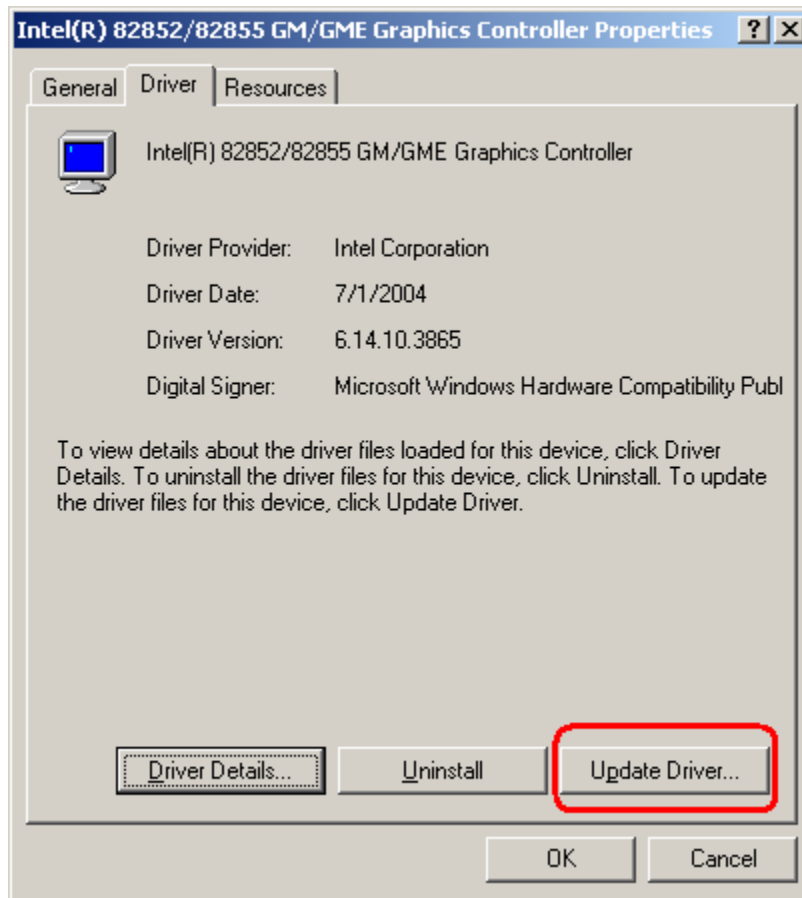 Intel(R) 82852/82855 GM/GME Graphics Controller Properties
General Driver Resources
Intel(R) 82852/82855 GM/GME Graphics Controller
Driver Provider: Intel Corporation
Driver Date: 7/1/2004
Driver Version: 6.14.10.3865
Digital Signer: Microsoft Windows Hardware Compatibility Publ
To view details about the driver files loaded for this device, click Driver
Details. To uninstall the driver files for this device, click Uninstall. To update
the driver files for this device, click Update Driver.
Driver Details... Uninstall Update Driver...
OK Cancel